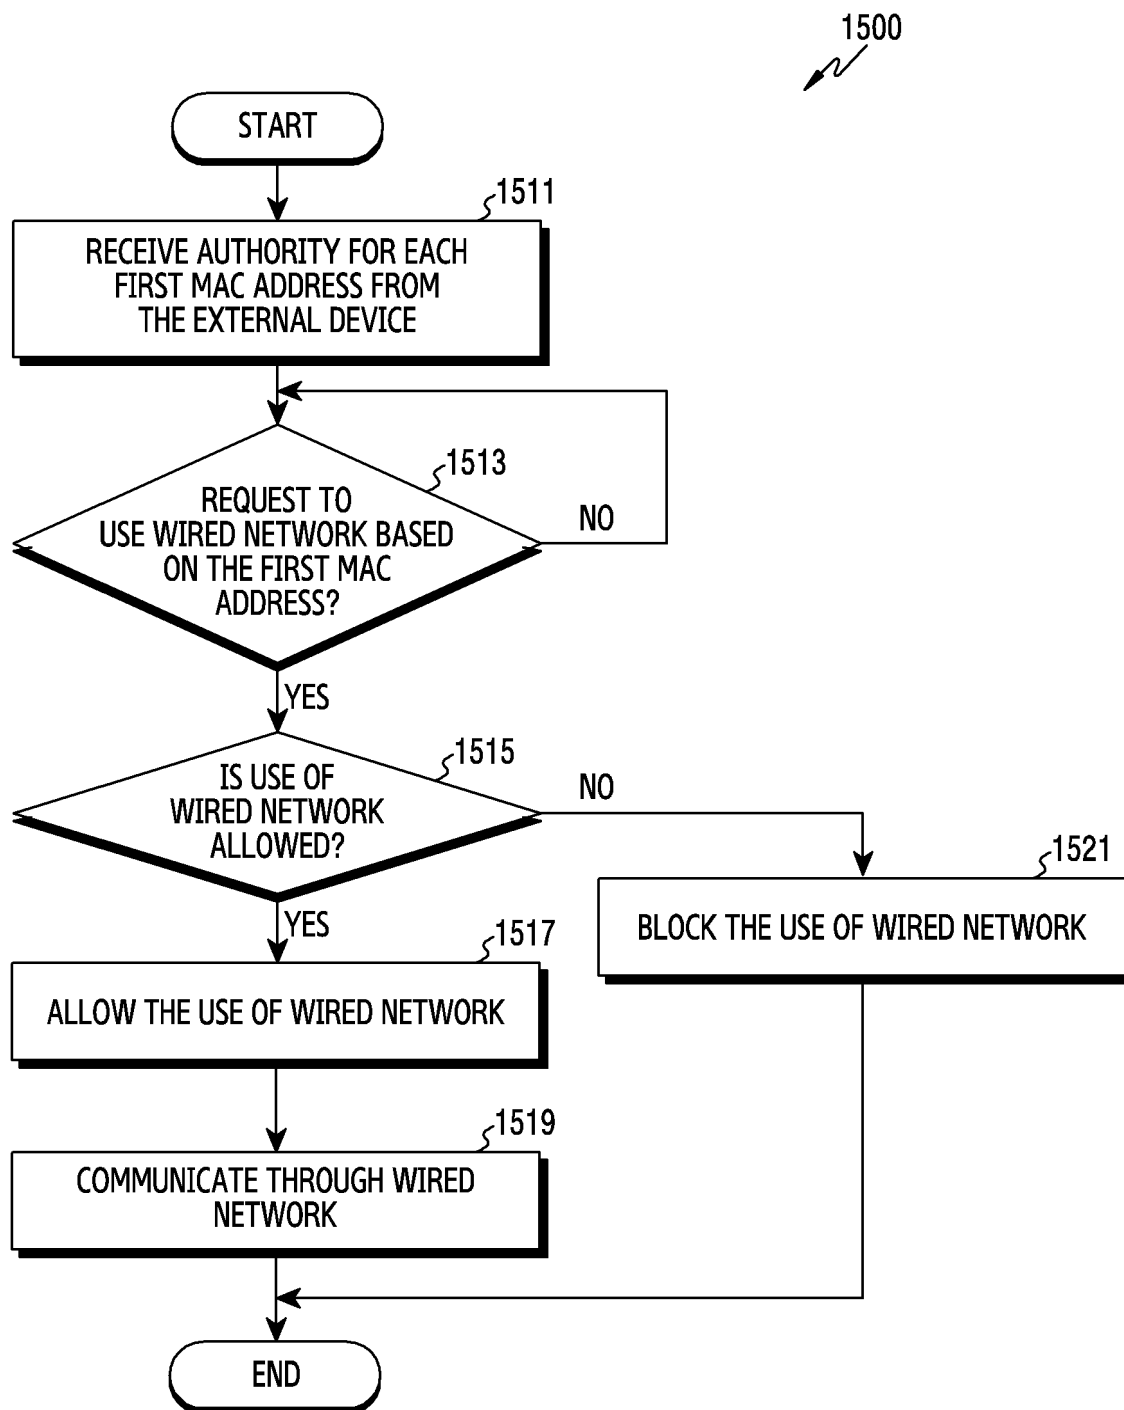 1500
START
1511
RECEIVE AUTHORITY FOR EACH
FIRST MAC ADDRESS FROM
THE EXTERNAL DEVICE
1513
REQUEST TO
USE WIRED NETWORK BASED
ON THE FIRST MAC
ADDRESS?
NO
YES
1515
IS USE OF
WIRED NETWORK
ALLOWED?
NO
YES
1521
BLOCK THE USE OF WIRED NETWORK
1517
ALLOW THE USE OF WIRED NETWORK
1519
COMMUNICATE THROUGH WIRED
NETWORK
END